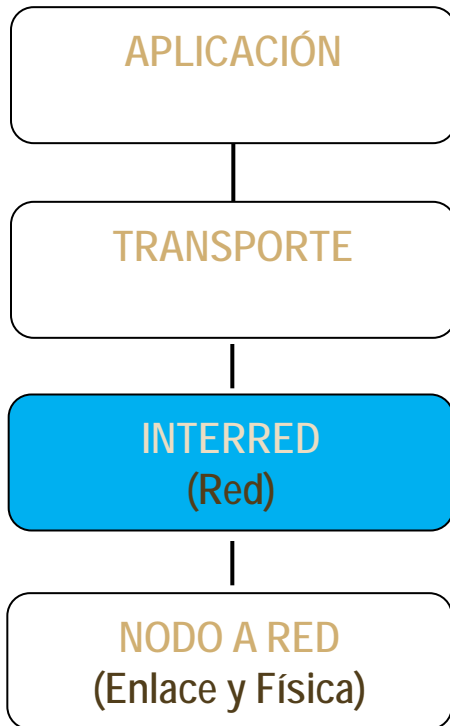 APLICACIÓN
TRANSPORTE
INTERRED
(Red)
NODO A RED
(Enlace y Física)